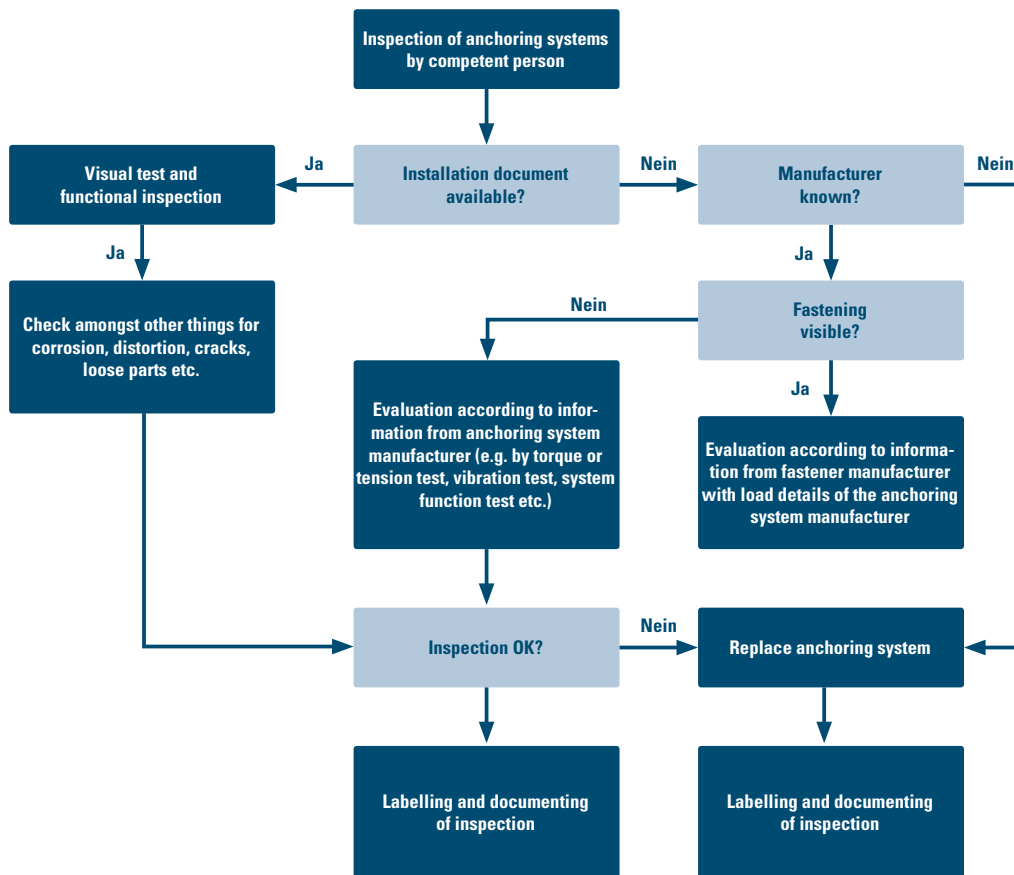 Inspection of anchoring systems
by competent person
Ja
Nein
Nein
Visual test and
functional inspection
Installation document
available?
Manufacturer
known?
Ja
Ja
Check amongst other things for
corrosion, distortion, cracks,
loose parts etc.
Nein
Fastening
visible?
Ja
Evaluation according to infor-
mation from anchoring system
manufacturer (e.g. by torque or
tension test, vibration test, system
function test etc.)
Evaluation according to informa-
tion from fastener manufacturer
with load details of the anchoring
system manufacturer
Inspection OK?
Nein
Replace anchoring system
Labelling and documenting
of inspection
Labelling and documenting
of inspection